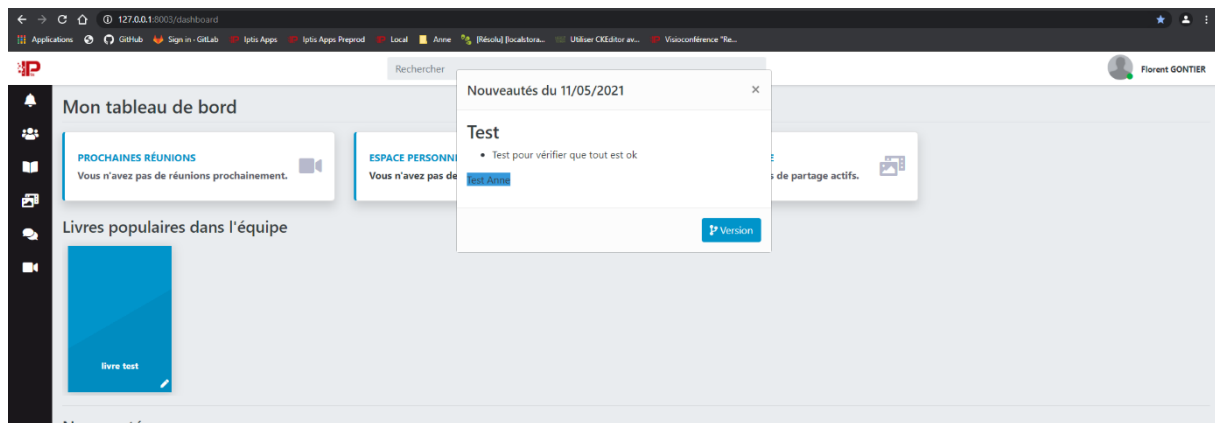 127.0.0.1:8003/dashboard
Applications GitHub Sign in · GitLab Iptis Apps Iptis Apps Preprod Local Anne [Résolu] [localstora... Utiliser CKEditor av... Visioconférence "Re...
Rechercher
Florent GONTIER
Mon tableau de bord
PROCHAINES RÉUNIONS
Vous n'avez pas de réunions prochainement.
ESPACE PERSONNE
Vous n'avez pas de
s de partage actifs.
Nouveautés du 11/05/2021 ×
Test
• Test pour vérifier que tout est ok
Test Anne
Version
Livres populaires dans l'équipe
livre test